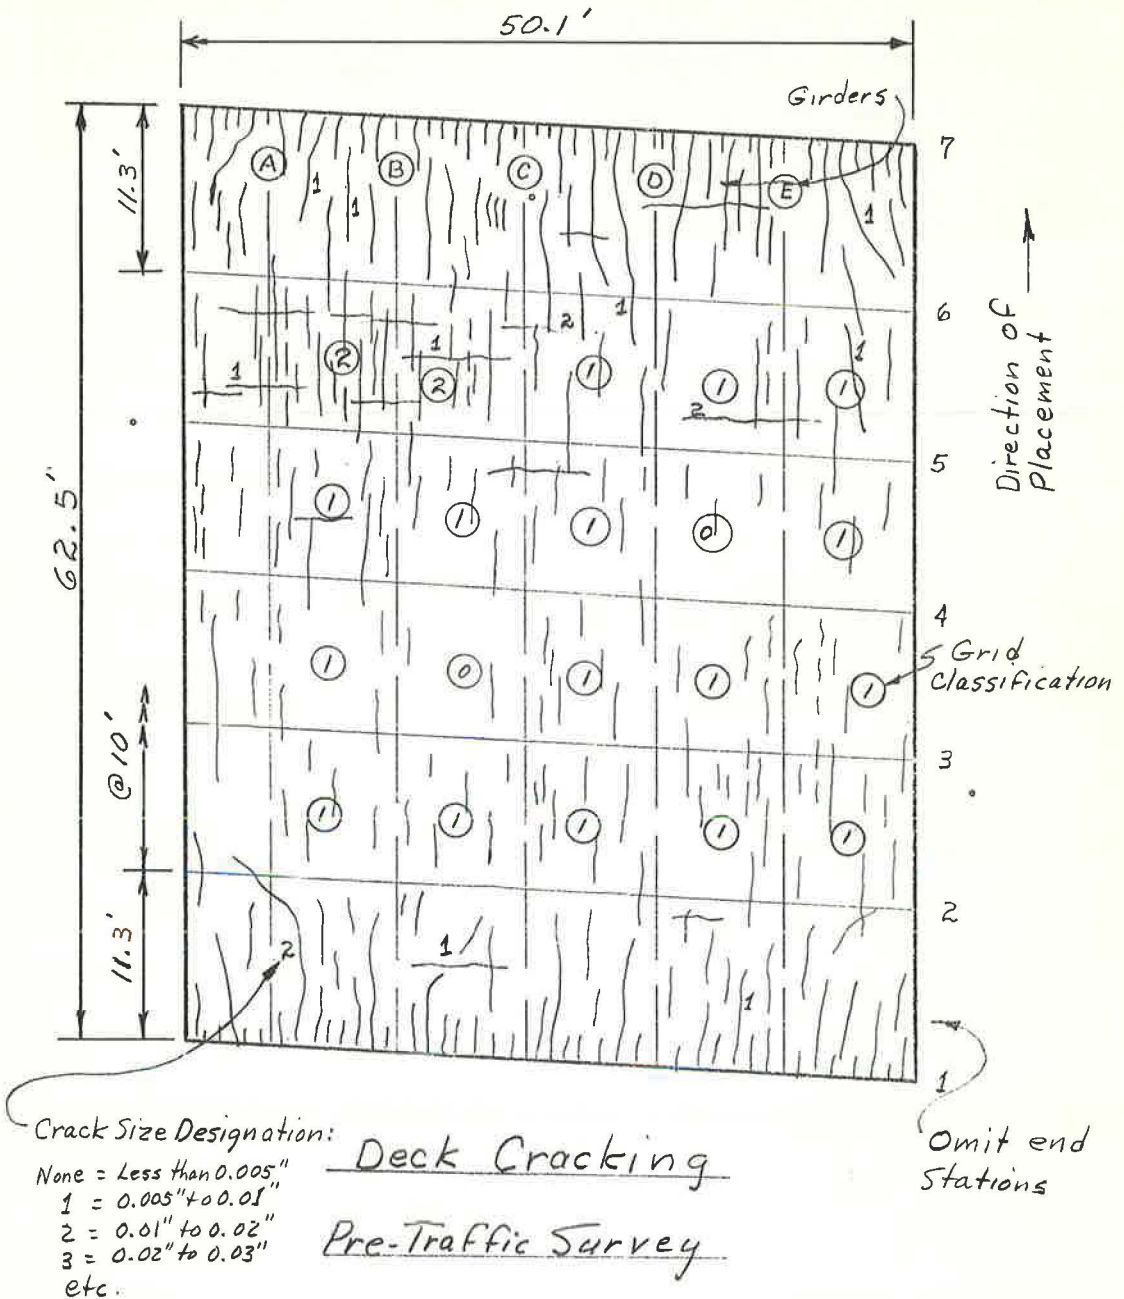 50.1'
Girders
7
11.3'
A B C D E
1
1
1
Direction of
Placement
6
2 1
1
2 1 1
1 2 1 1
2
5
62.5'
1 1 1 0 1
4
Grid
Classification
1 0 1 1 1
3
@10'
1 1 1 1 1
2
11.3'
1
2
1
1
Crack Size Designation:
None = Less than 0.005"
1 = 0.005" to 0.01"
2 = 0.01" to 0.02"
3 = 0.02" to 0.03"
etc.
Deck Cracking
Pre-Traffic Survey
Omit end
Stations